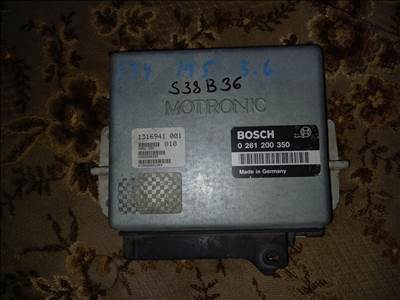 E34 M5 3.6
S38B36
MOTRONIC
1316941 001
010
BOSCH
0 261 200 350
Made in Germany